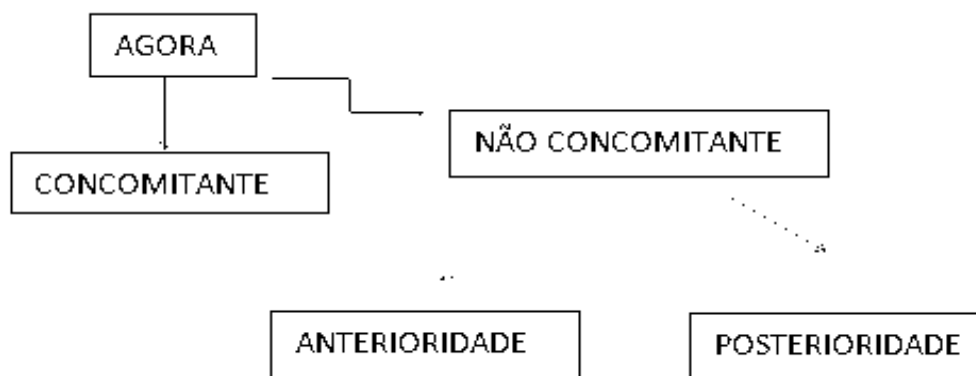 AGORA
NÃO CONCOMITANTE
CONCOMITANTE
ANTERIORIDADE
POSTERIORIDADE